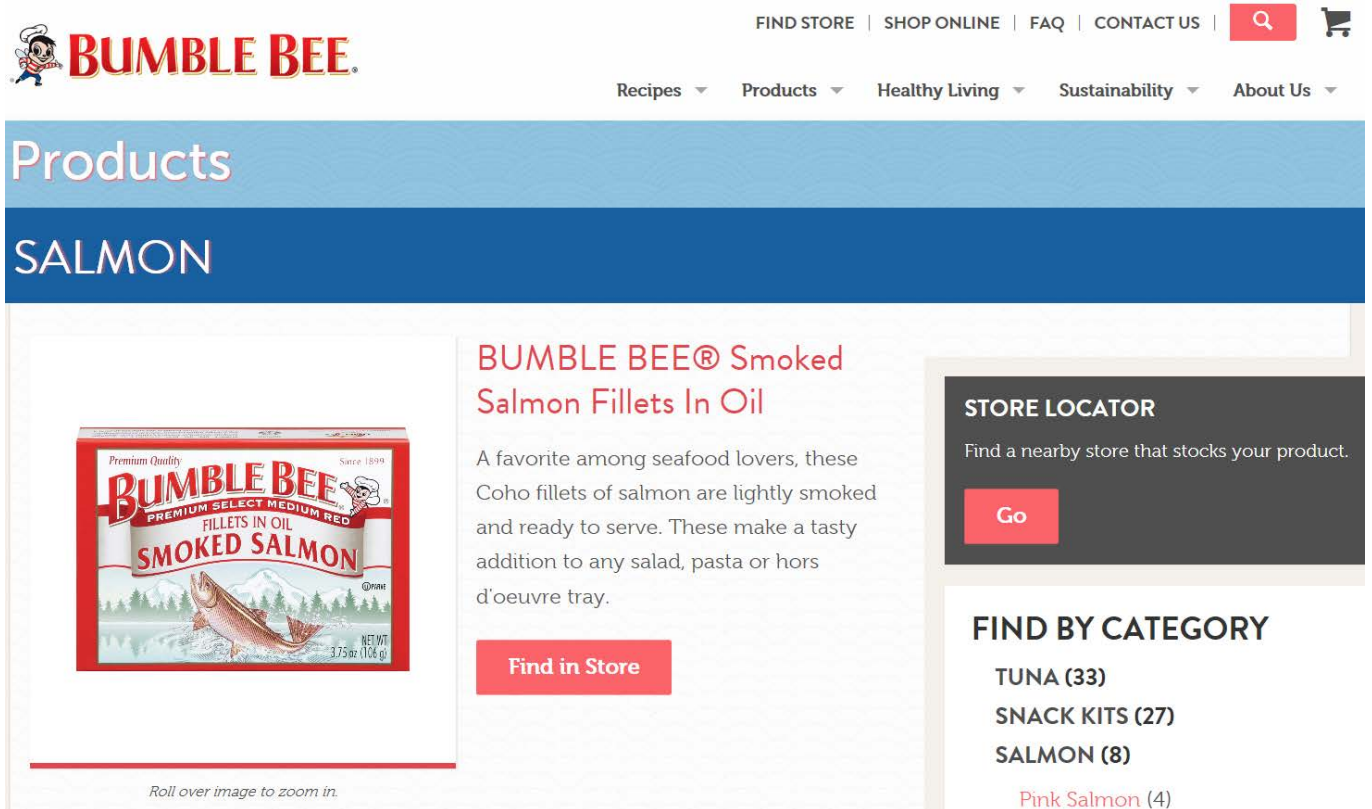 FIND STORE | SHOP ONLINE | FAQ | CONTACT US |
BUMBLE BEE®
Recipes Products Healthy Living Sustainability About Us
Products
SALMON
BUMBLE BEE® Smoked
Salmon Fillets In Oil
A favorite among seafood lovers, these
Coho fillets of salmon are lightly smoked
and ready to serve. These make a tasty
addition to any salad, pasta or hors
d'oeuvre tray.
Find in Store
Premium Quality Since 1899
BUMBLE BEE®
PREMIUM SELECT MEDIUM RED
FILLETS IN OIL
SMOKED SALMON
PARVE
NET WT
3.75 oz (106 g)
Roll over image to zoom in.
STORE LOCATOR
Find a nearby store that stocks your product.
Go
FIND BY CATEGORY
TUNA (33)
SNACK KITS (27)
SALMON (8)
Pink Salmon (4)